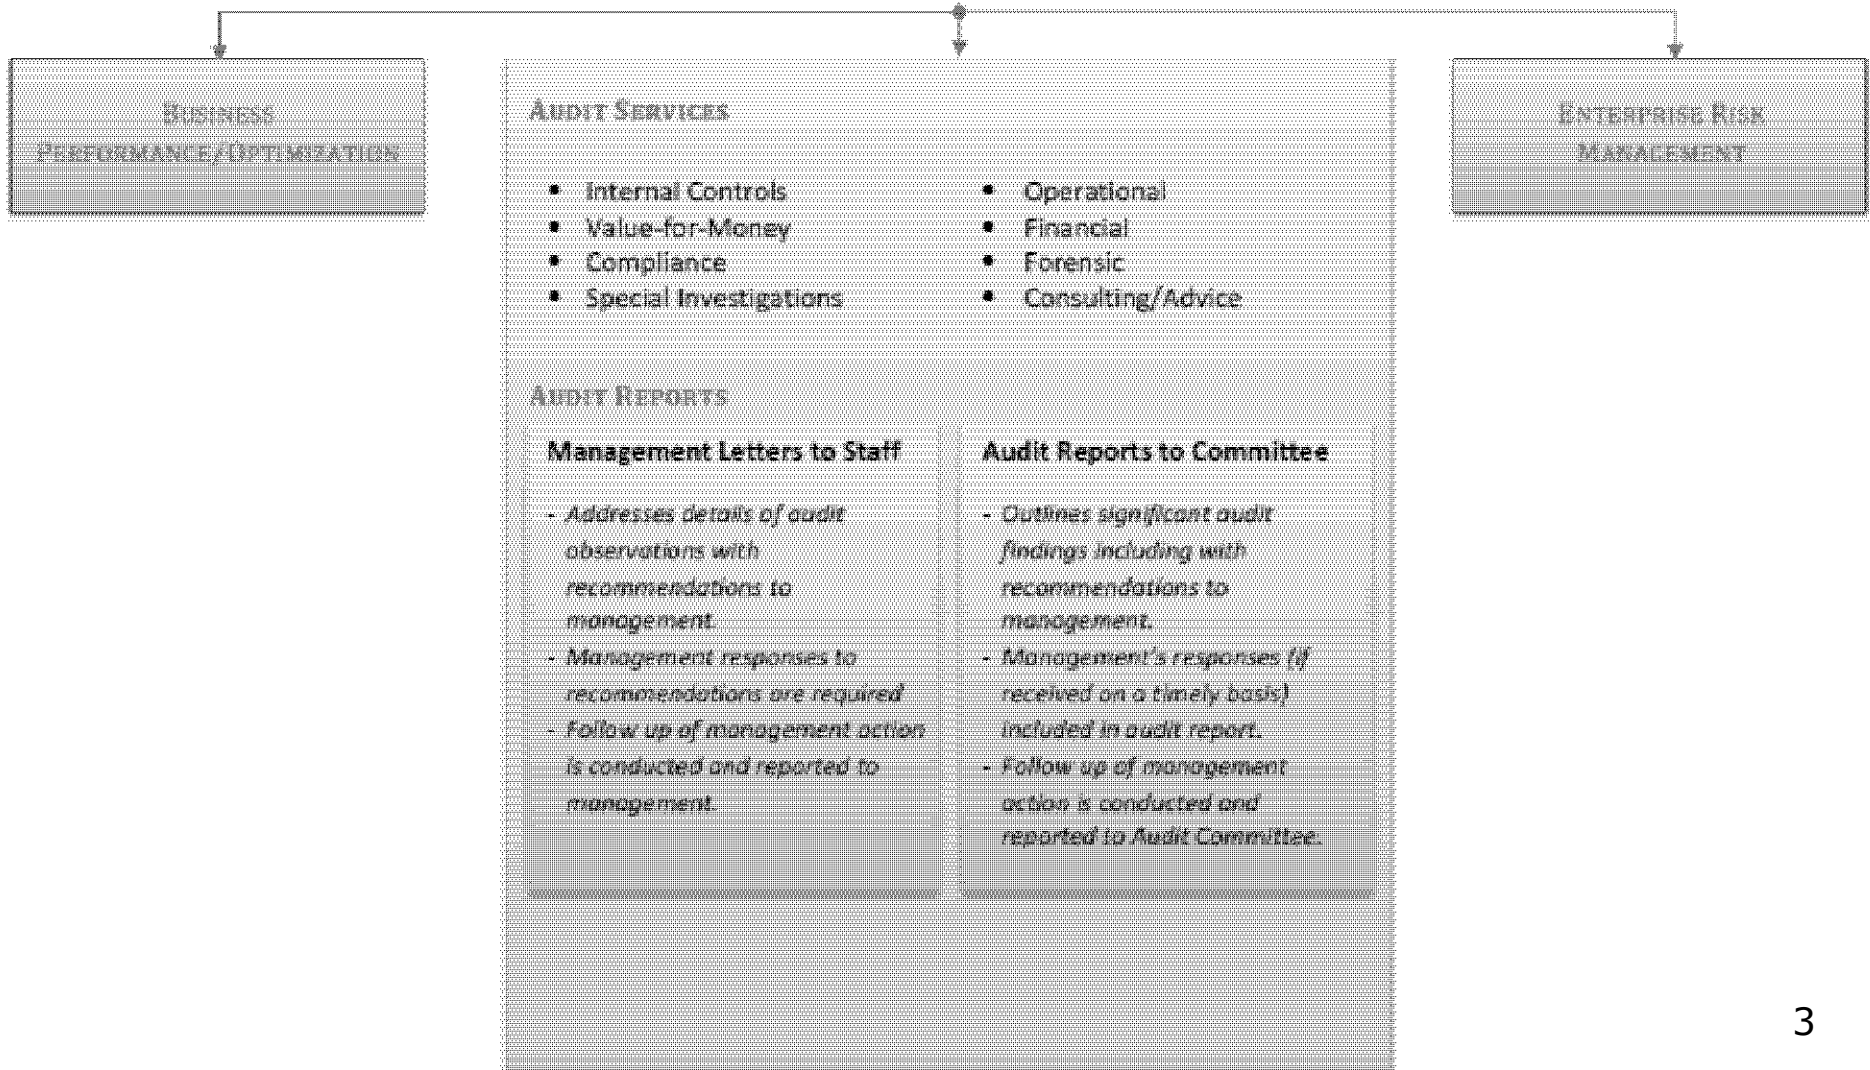 BUSINESS
PERFORMANCE/OPTIMIZATION
AUDIT SERVICES
• Internal Controls
• Value-for-Money
• Compliance
• Special Investigations
• Operational
• Financial
• Forensic
• Consulting/Advice
AUDIT REPORTS
Management Letters to Staff
- Addresses details of audit
observations with
recommendations to
management.
- Management responses to
recommendations are required
- Follow up of management action
is conducted and reported to
management.
Audit Reports to Committee
- Outlines significant audit
findings including with
recommendations to
management.
- Management's responses (if
received on a timely basis)
included in audit report.
- Follow up of management
action is conducted and
reported to Audit Committee.
ENTERPRISE RISK
MANAGEMENT
3